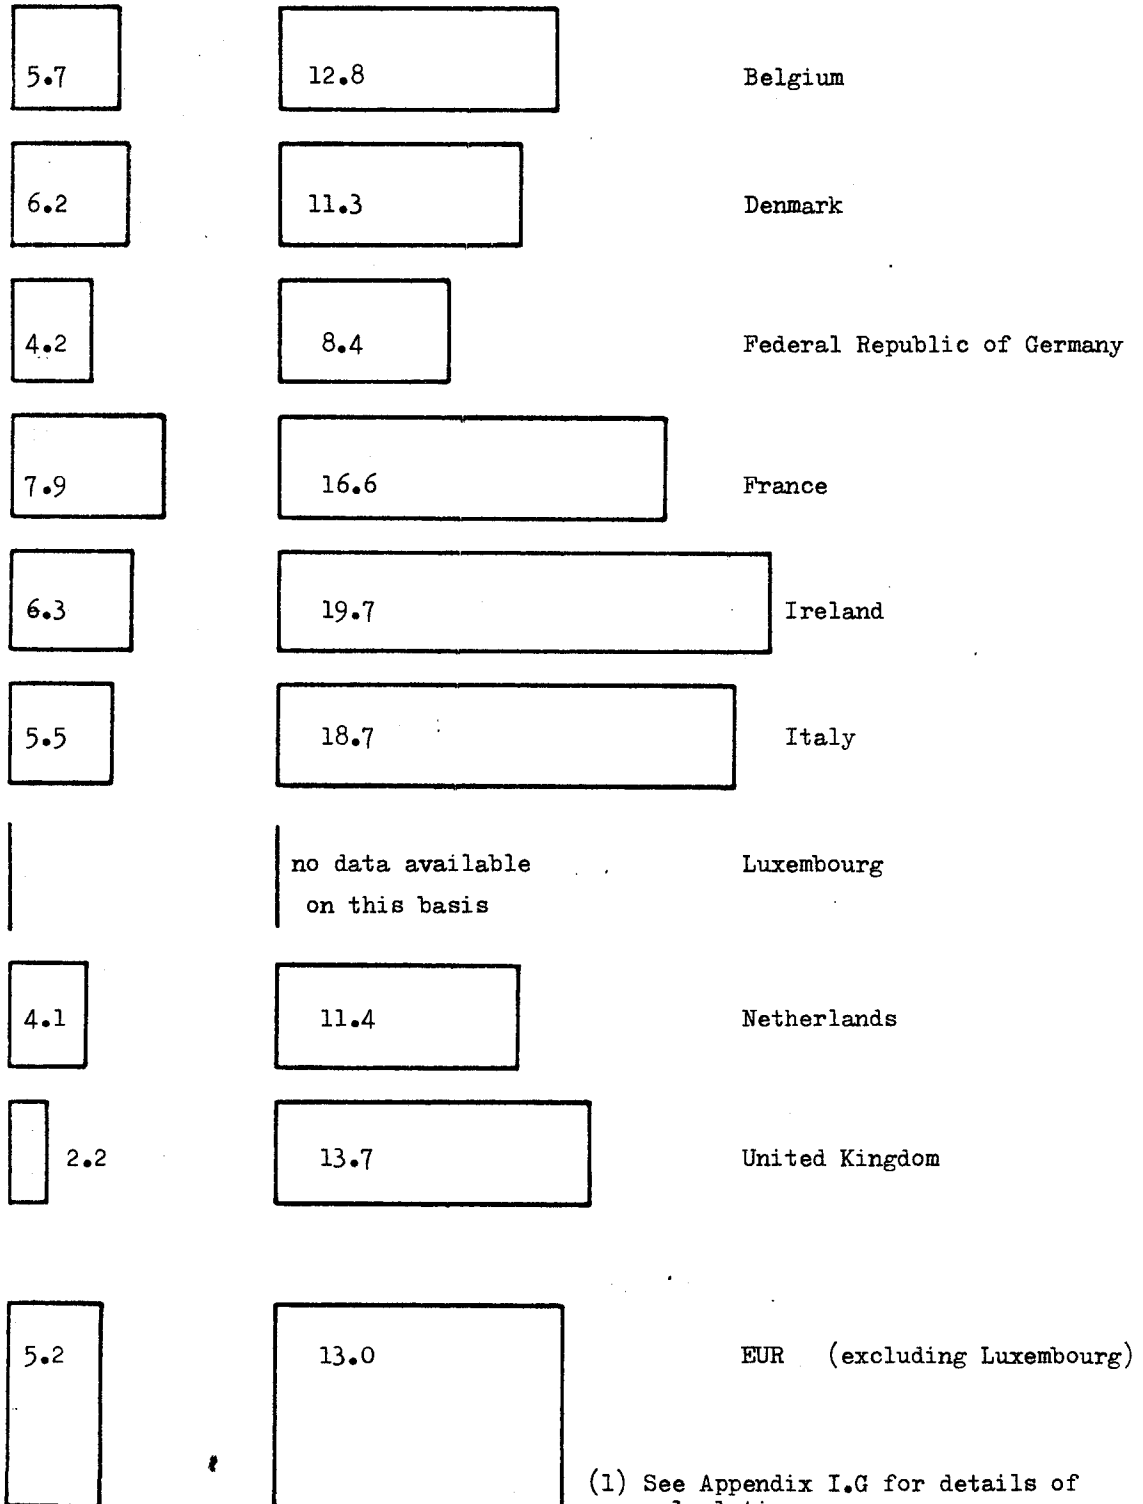 5.7 12.8 Belgium
6.2 11.3 Denmark
4.2 8.4 Federal Republic of Germany
7.9 16.6 France
6.3 19.7 Ireland
5.5 18.7 Italy
no data available Luxembourg
on this basis
4.1 11.4 Netherlands
2.2 13.7 United Kingdom
5.2 13.0 EUR (excluding Luxembourg)
(1) See Appendix I.G for details of